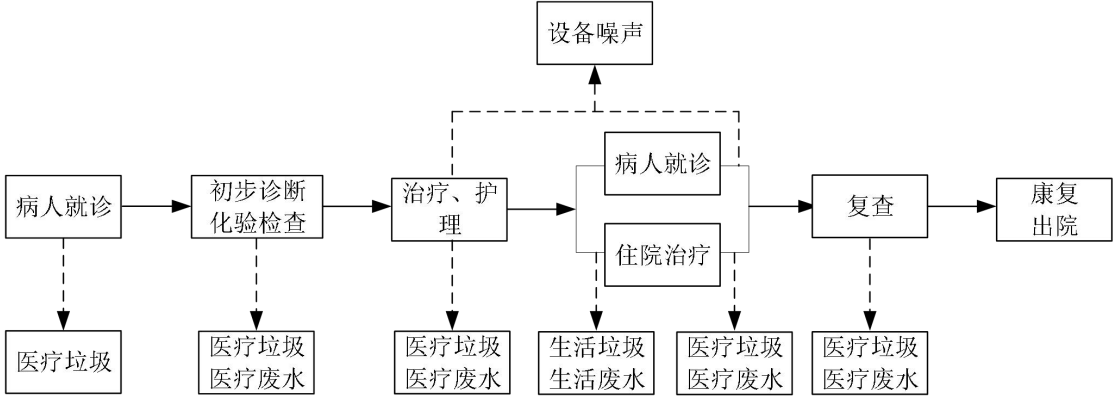 设备噪声
病人就诊
初步诊断
化验检查
治疗、护
理
病人就诊
住院治疗
复查
康复
出院
医疗垃圾
医疗垃圾
医疗废水
医疗垃圾
医疗废水
生活垃圾
生活废水
医疗垃圾
医疗废水
医疗垃圾
医疗废水